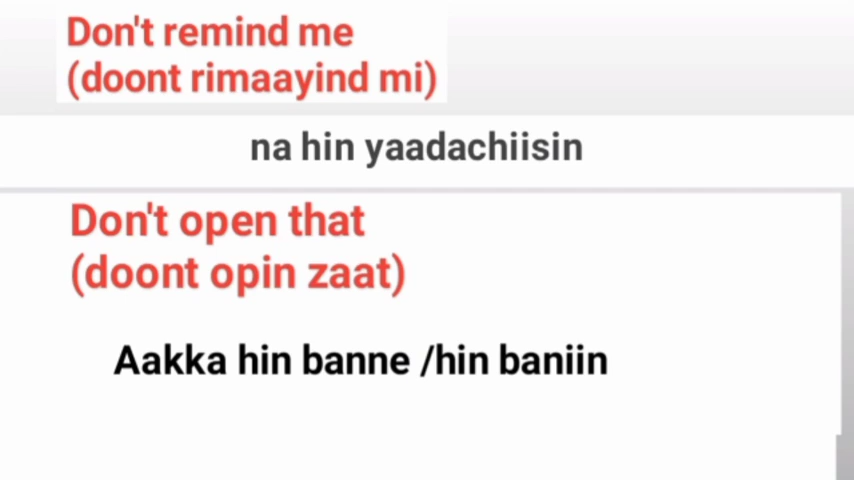 Don't remind me
(doont rimaayind mi)
na hin yaadachiisin
Don't open that
(doont opin zaat)
Aakka hin banne /hin baniin